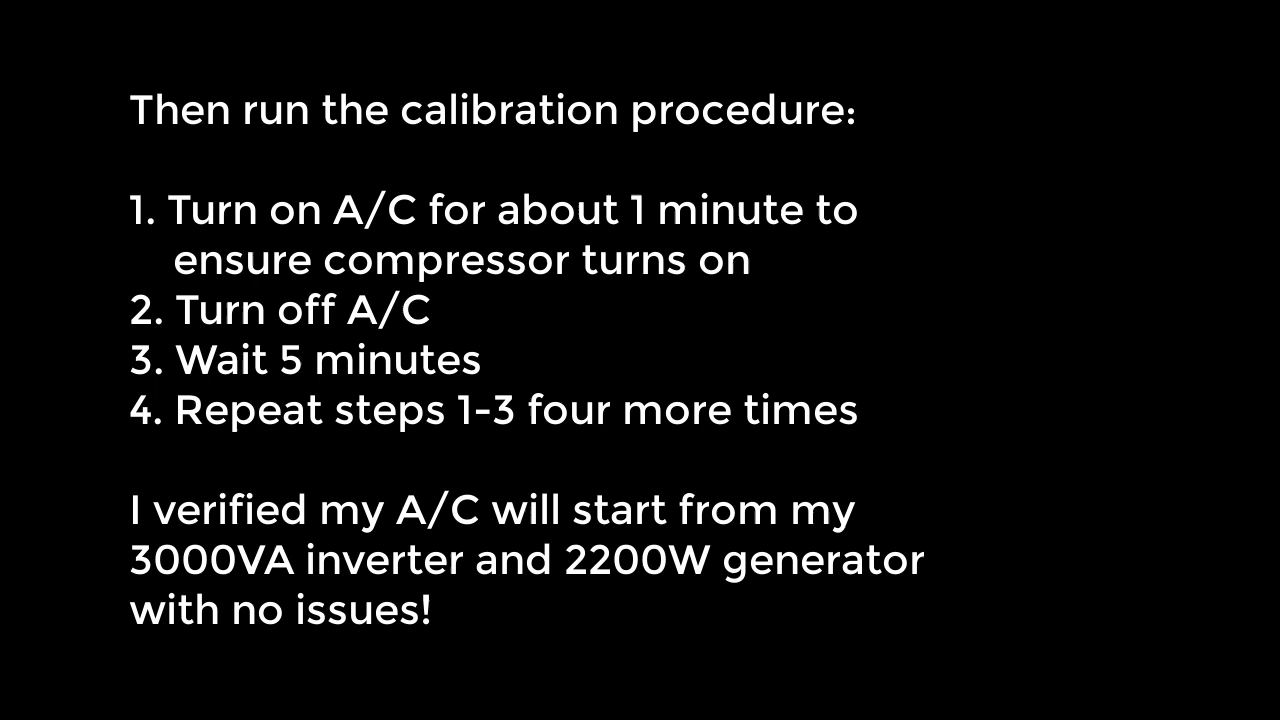 Then run the calibration procedure:
1. Turn on A/C for about 1 minute to
ensure compressor turns on
2. Turn off A/C
3. Wait 5 minutes
4. Repeat steps 1-3 four more times
I verified my A/C will start from my
3000VA inverter and 2200W generator
with no issues!